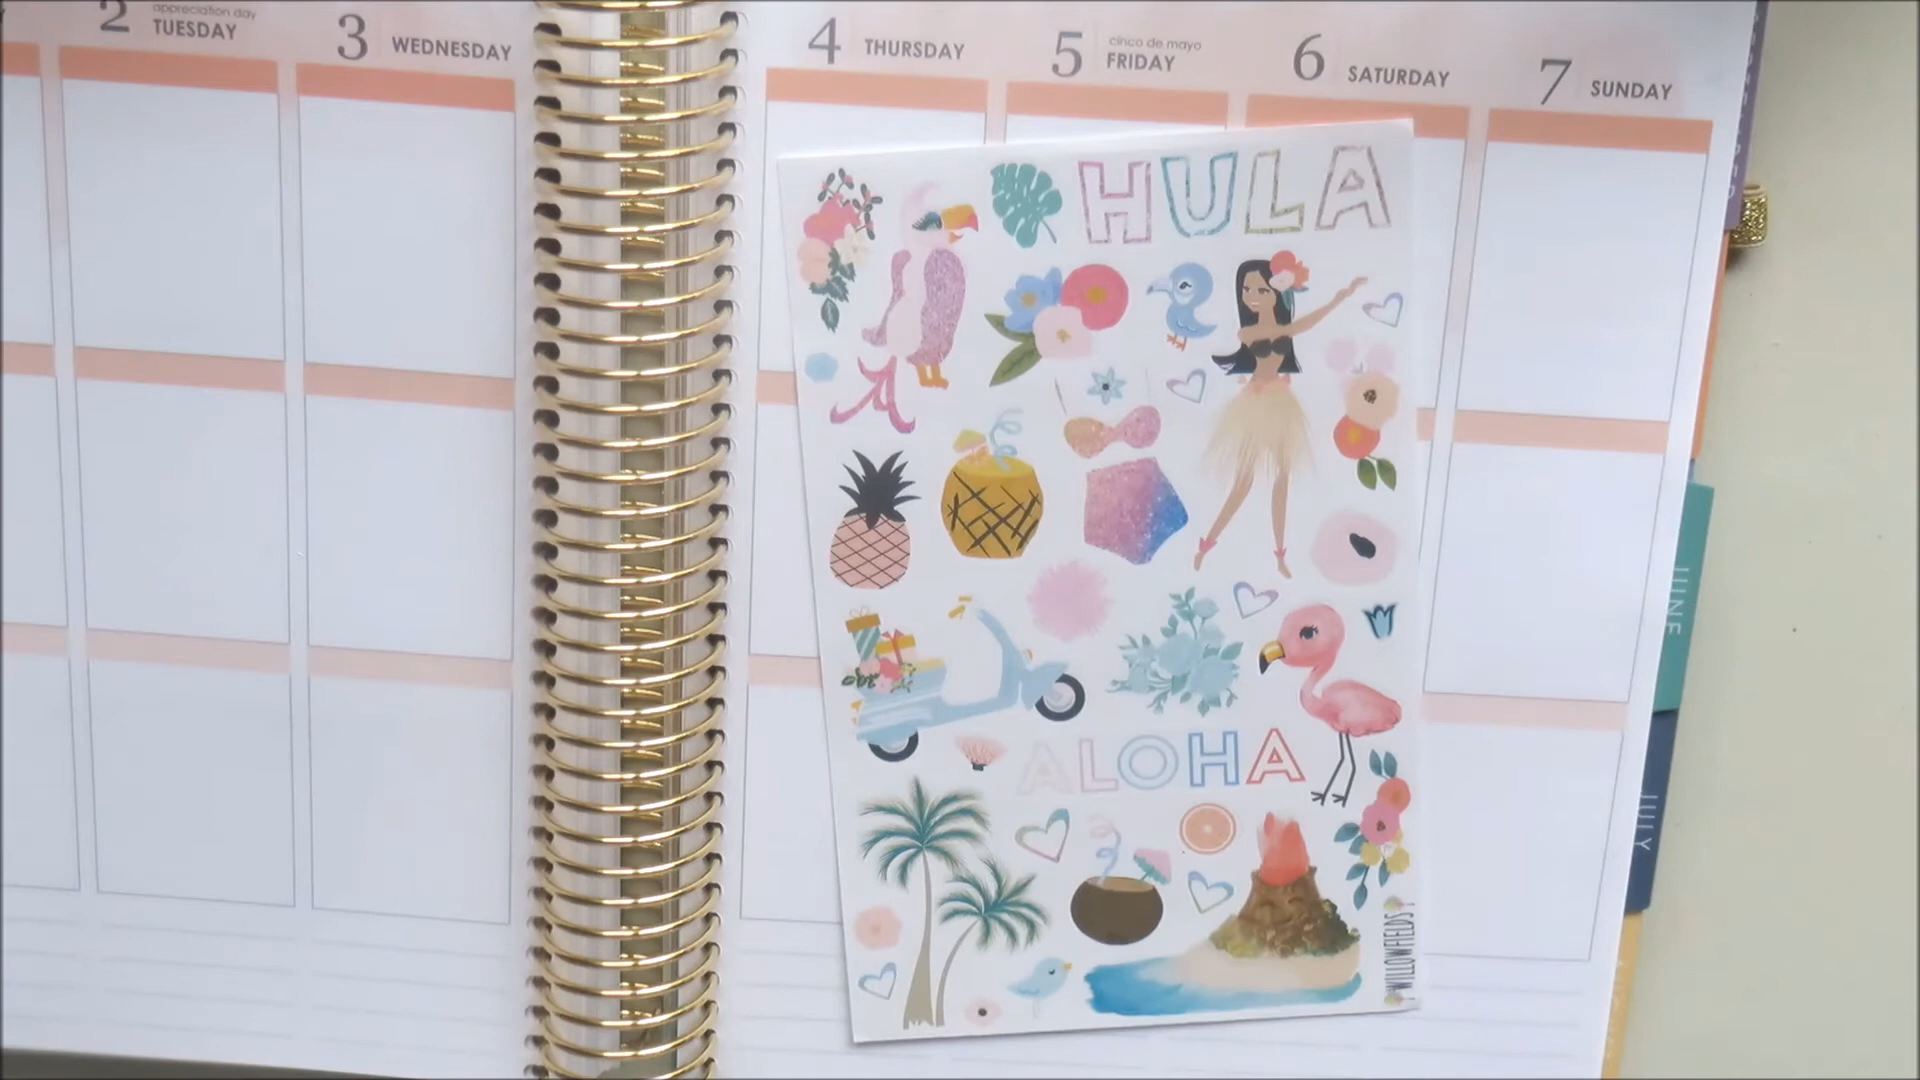 2 appreciation day
TUESDAY
3 WEDNESDAY
4 THURSDAY
5 cinco de mayo
FRIDAY
6 SATURDAY
7 SUNDAY
HULA
ALOHA
WILLOWFIELDS
JUNE
JULY